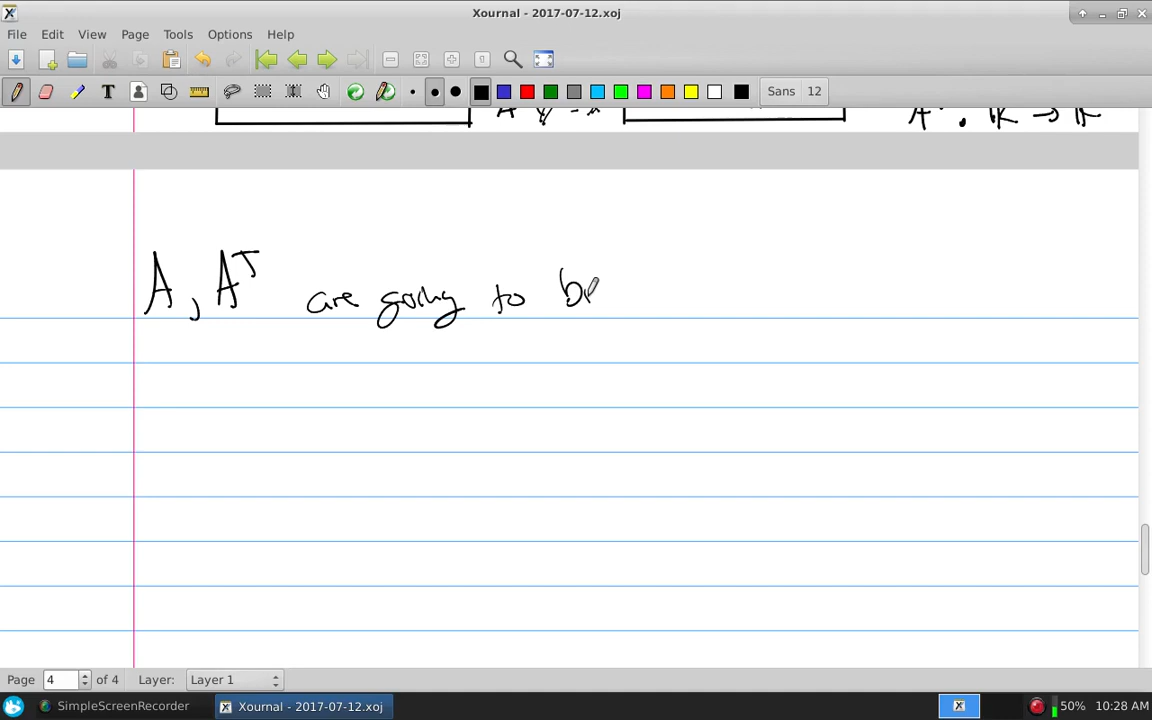 Xournal - 2017-07-12.xoj
File Edit View Page Tools Options Help
Sans 12
A, Aᵀ are going to be
Page 4 of 4 Layer: Layer 1
SimpleScreenRecorder Xournal - 2017-07-12.xoj 50% 10:28 AM